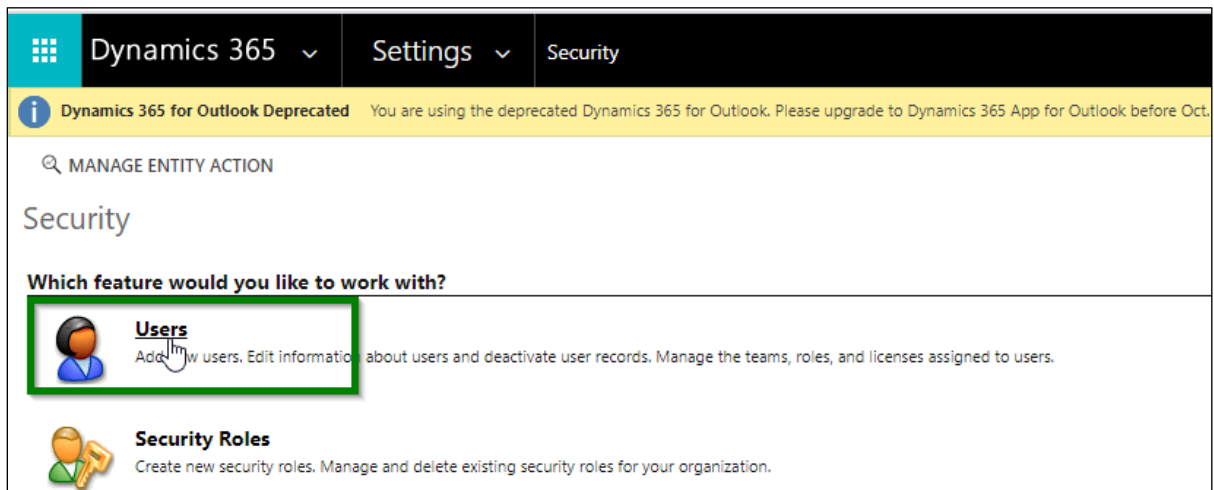 Dynamics 365 Settings Security
Dynamics 365 for Outlook Deprecated You are using the deprecated Dynamics 365 for Outlook. Please upgrade to Dynamics 365 App for Outlook before Oct.
MANAGE ENTITY ACTION
Security
Which feature would you like to work with?
Users
users. Edit information about users and deactivate user records. Manage the teams, roles, and licenses assigned to users.
Security Roles
Create new security roles. Manage and delete existing security roles for your organization.